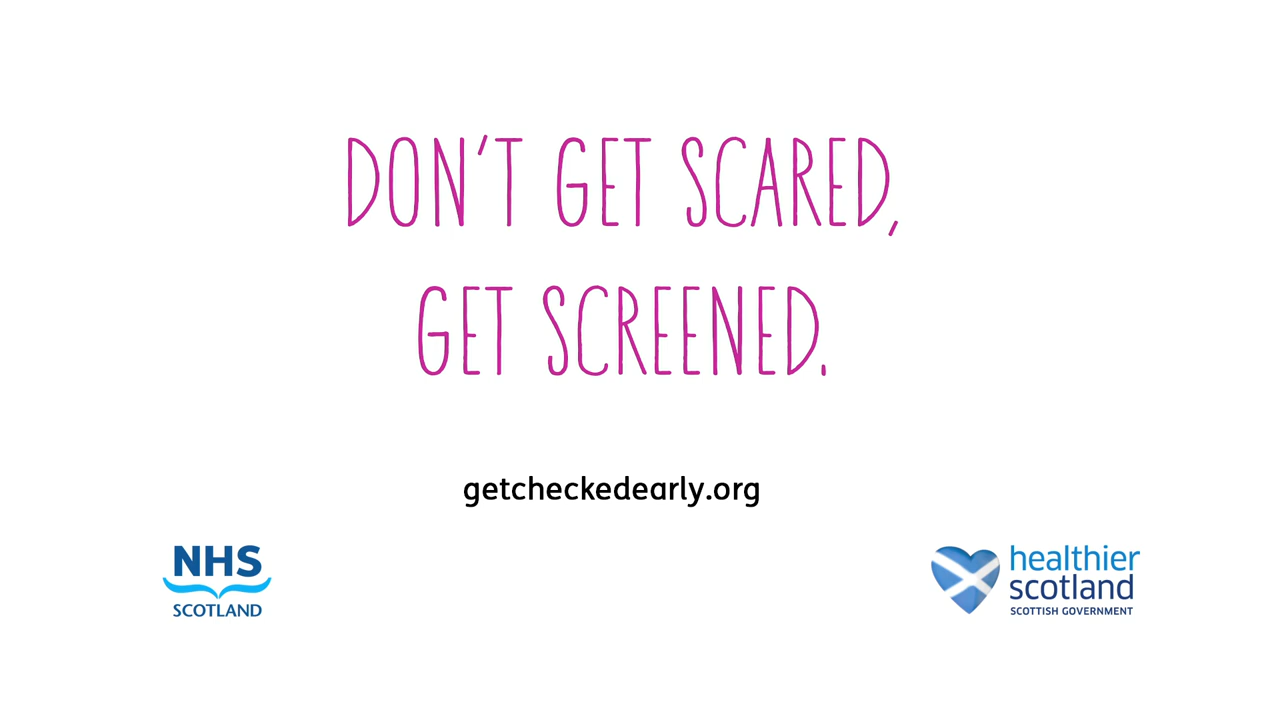 DON'T GET SCARED,
GET SCREENED.
getcheckedearly.org
NHS
SCOTLAND
healthier
scotland
SCOTTISH GOVERNMENT